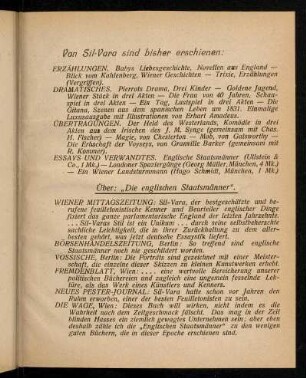 Von Sil-Vara sind bisher erschienen:
ERZÄHLUNGEN. Babys Liebesgeschichte, Novellen aus England —
Blick vom Kahlenberg, Wiener Geschichten — Trixie, Erzählungen
(Vergriffen).
DRAMATISCHES. Pierrots Drama, Drei Kinder — Goldene Jugend,
Wiener Stück in drei Akten — Die Frau von 40 Jahren, Schau-
spiel in drei Akten — Ein Tag, Lustspiel in drei Akten — Die
Gitana, Szenen aus dem spanischen Leben um 1831. Einmalige
Luxusausgabe mit Illustrationen von Erhart Amadeus.
ÜBERTRAGUNGEN. Der Held des Westerlands, Komödie in drei
Akten aus dem Irischen des J. M. Synge (gemeinsam mit Chas.
H. Fischer) — Magie, von Chesterton — Mob, von Galsworthy —
Die Erbschaft der Voyseys, von Granville Barker (gemeinsam mit
R. Kommer).
ESSAYS UND VERWANDTES. Englische Staatsmänner (Ullstein &
Co., 1 Mk.) — Londoner Spaziergänge (Georg Müller, München, 4 Mk.)
— Ein Wiener Landsturmmann (Hugo Schmidt, München, 1 Mk.)
Über: „Die englischen Staatsmänner".
WIENER MITTAGSZEITUNG: Sil-Vara, der bestgeschätzte und be-
rufene feuilletonistische Kenner und Beurteiler englischer Dinge
fixiert das ganze parlamentarische England der letzten Jahrzehnte.
... Sil-Varas Stil ist ein Unikum ... durch seine selbstbeherrscht
sachliche Leichtigkeit, die in ihrer Zurückhaltung zu dem aller-
besten gehört, was jetzt deutsche Essayistik liefert.
BÖRSENHANDELSZEITUNG, Berlin: So treffend sind englische
Staatsmänner noch nie geschildert worden.
VOSSISCHE, Berlin: Die Porträts sind gezeichnet mit einer Meister-
schaft, die einzelne dieser Skizzen zu kleinen Kunstwerken erhebt.
FREMDENBLATT, Wien: .... eine wertvolle Bereicherung unserer
politischen Büchereien und zugleich eine ungemein fesselnde Lek-
türe, als das Werk eines Künstlers und Kenners.
NEUES PESTER-JOURNAL: Sil-Vara hatte schon vor Jahren den
Ruhm erworben, einer der besten Feuilletonisten zu sein.
DIE WAGE, Wien: Dieses Buch will wirken, nicht indem es die
Wahrheit nach dem Zeitgeschmack fälscht. Das mag in der Zeit
blinden Hasses ein ziemlich gewagtes Unternehmen sein; aber eben
deshalb zähle ich die „Englischen Staatsmänner" zu den wenigen
guten Büchern, die in dieser Epoche erschienen sind.